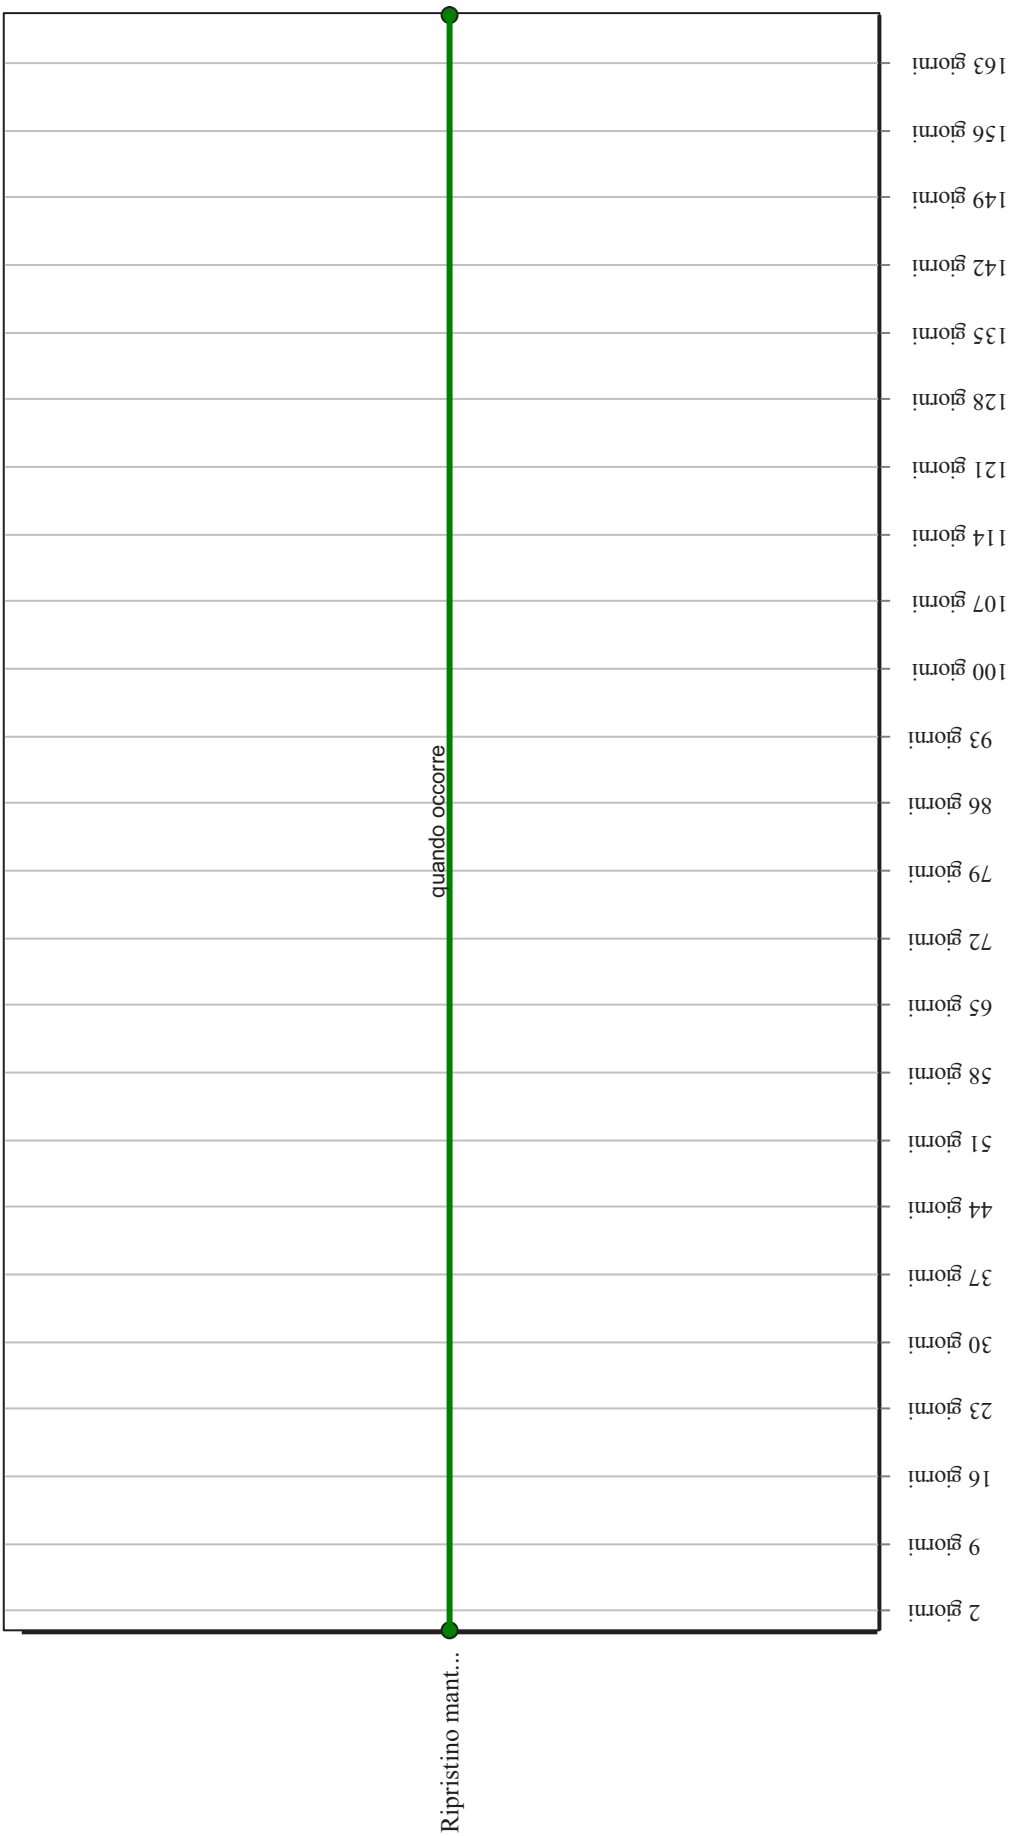 163 giorni
156 giorni
149 giorni
142 giorni
135 giorni
128 giorni
121 giorni
114 giorni
107 giorni
100 giorni
93 giorni
86 giorni
79 giorni
72 giorni
65 giorni
58 giorni
51 giorni
44 giorni
37 giorni
30 giorni
23 giorni
16 giorni
9 giorni
2 giorni
quando occorre
Ripristino mant...